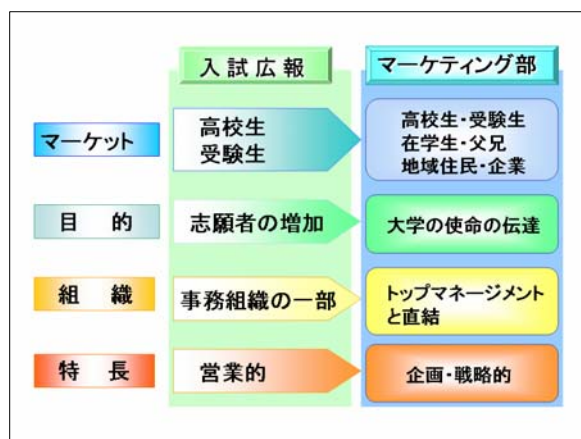 入試広報
マーケティング部
マーケット
高校生
受験生
高校生・受験生
在学生・父兄
地域住民・企業
目 的
志願者の増加
大学の使命の伝達
組 織
事務組織の一部
トップマネージメント
と直結
特 長
営業的
企画・戦略的